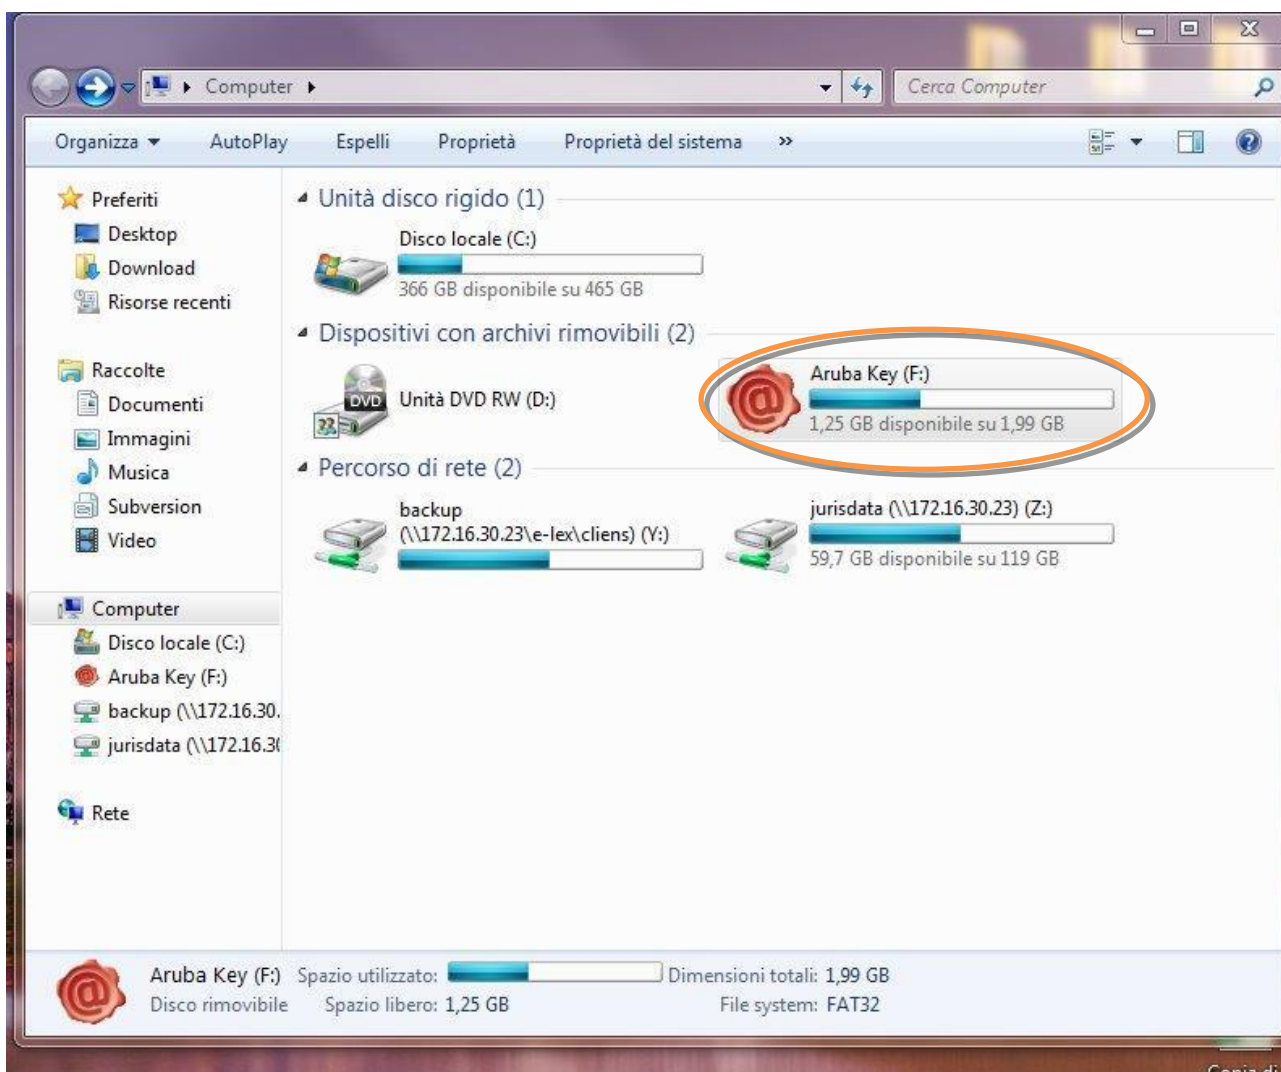 Computer
Cerca Computer
Organizza
AutoPlay
Espelli
Proprietà
Proprietà del sistema
»
Preferiti
Desktop
Download
Risorse recenti
Raccolte
Documenti
Immagini
Musica
Subversion
Video
Computer
Disco locale (C:)
Aruba Key (F:)
backup (\\172.16.30.
jurisdata (\\172.16.30
Rete
Unità disco rigido (1)
Disco locale (C:)
366 GB disponibile su 465 GB
Dispositivi con archivi rimovibili (2)
DVD
Unità DVD RW (D:)
Aruba Key (F:)
1,25 GB disponibile su 1,99 GB
Percorso di rete (2)
backup
(\\172.16.30.23\e-lex\cliens) (Y:)
jurisdata (\\172.16.30.23) (Z:)
59,7 GB disponibile su 119 GB
Aruba Key (F:) Spazio utilizzato: Dimensioni totali: 1,99 GB
Disco rimovibile Spazio libero: 1,25 GB File system: FAT32